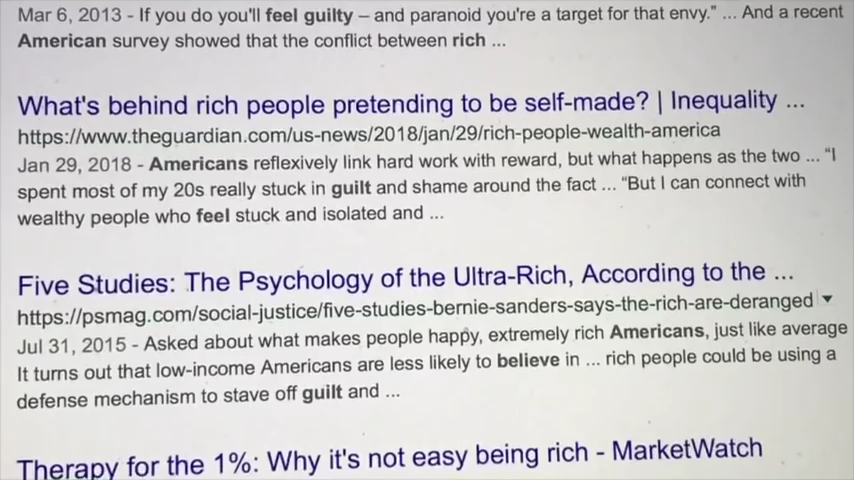 Mar 6, 2013 - If you do you'll feel guilty – and paranoid you're a target for that envy." ... And a recent
American survey showed that the conflict between rich ...
What's behind rich people pretending to be self-made? | Inequality ...
https://www.theguardian.com/us-news/2018/jan/29/rich-people-wealth-america
Jan 29, 2018 - Americans reflexively link hard work with reward, but what happens as the two ... “I
spent most of my 20s really stuck in guilt and shame around the fact ... “But I can connect with
wealthy people who feel stuck and isolated and ...
Five Studies: The Psychology of the Ultra-Rich, According to the ...
https://psmag.com/social-justice/five-studies-bernie-sanders-says-the-rich-are-deranged
Jul 31, 2015 - Asked about what makes people happy, extremely rich Americans, just like average
It turns out that low-income Americans are less likely to believe in ... rich people could be using a
defense mechanism to stave off guilt and ...
Therapy for the 1%: Why it's not easy being rich - MarketWatch